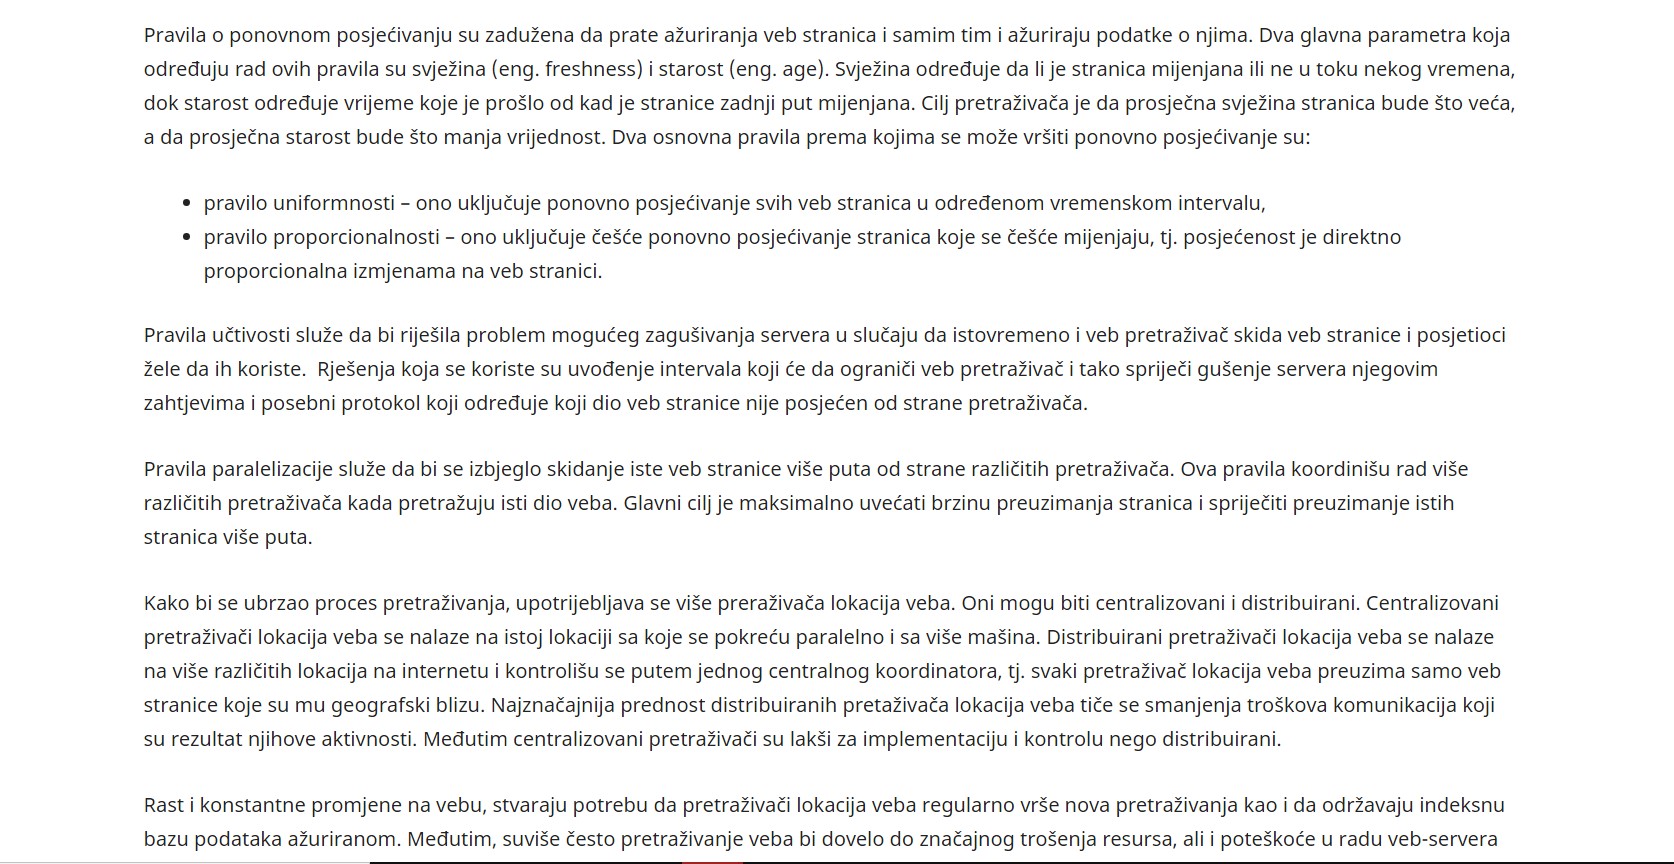 Pravila o ponovnom posjećivanju su zadužena da prate ažuriranja veb stranica i samim tim i ažuriraju podatke o njima. Dva glavna parametra koja
određuju rad ovih pravila su svježina (eng. freshness) i starost (eng. age). Svježina određuje da li je stranica mijenjana ili ne u toku nekog vremena,
dok starost određuje vrijeme koje je prošlo od kad je stranice zadnji put mijenjana. Cilj pretraživača je da prosječna svježina stranica bude što veća,
a da prosječna starost bude što manja vrijednost. Dva osnovna pravila prema kojima se može vršiti ponovno posjećivanje su:
• pravilo uniformnosti – ono uključuje ponovno posjećivanje svih veb stranica u određenom vremenskom intervalu,
• pravilo proporcionalnosti – ono uključuje češće ponovno posjećivanje stranica koje se češće mijenjaju, tj. posjećenost je direktno
proporcionalna izmjenama na veb stranici.
Pravila učtivosti služe da bi riješila problem mogućeg zagušivanja servera u slučaju da istovremeno i veb pretraživač skida veb stranice i posjetioci
žele da ih koriste.  Rješenja koja se koriste su uvođenje intervala koji će da ograniči veb pretraživač i tako spriječi gušenje servera njegovim
zahtjevima i posebni protokol koji određuje koji dio veb stranice nije posjećen od strane pretraživača.
Pravila paralelizacije služe da bi se izbjeglo skidanje iste veb stranice više puta od strane različitih pretraživača. Ova pravila koordinišu rad više
različitih pretraživača kada pretražuju isti dio veba. Glavni cilj je maksimalno uvećati brzinu preuzimanja stranica i spriječiti preuzimanje istih
stranica više puta.
Kako bi se ubrzao proces pretraživanja, upotrijebljava se više preraživača lokacija veba. Oni mogu biti centralizovani i distribuirani. Centralizovani
pretraživači lokacija veba se nalaze na istoj lokaciji sa koje se pokreću paralelno i sa više mašina. Distribuirani pretraživači lokacija veba se nalaze
na više različitih lokacija na internetu i kontrolišu se putem jednog centralnog koordinatora, tj. svaki pretraživač lokacija veba preuzima samo veb
stranice koje su mu geografski blizu. Najznačajnija prednost distribuiranih pretaživača lokacija veba tiče se smanjenja troškova komunikacija koji
su rezultat njihove aktivnosti. Međutim centralizovani pretraživači su lakši za implementaciju i kontrolu nego distribuirani.
Rast i konstantne promjene na vebu, stvaraju potrebu da pretraživači lokacija veba regularno vrše nova pretraživanja kao i da održavaju indeksnu
bazu podataka ažuriranom. Međutim, suviše često pretraživanje veba bi dovelo do značajnog trošenja resursa, ali i poteškoće u radu veb-servera